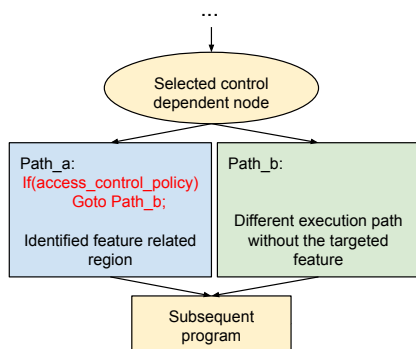 ...
Selected control
dependent node
Path_a:
If(access_control_policy)
Goto Path_b;
Identified feature related
region
Path_b:
Different execution path
without the targeted
feature
Subsequent
program